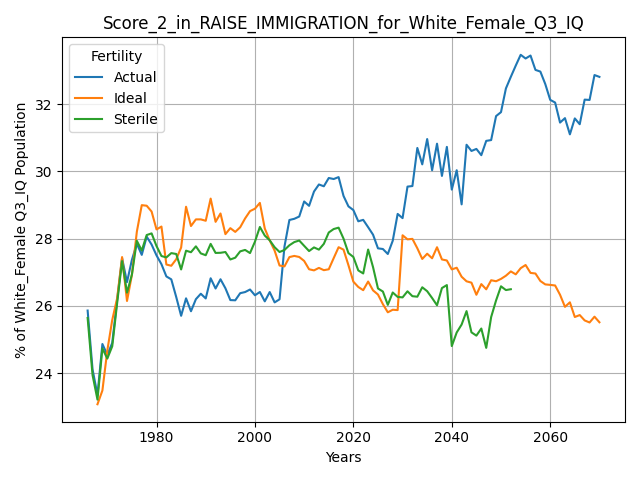 Score_2_in_RAISE_IMMIGRATION_for_White_Female_Q3_IQ
Fertility
Actual
Ideal
Sterile
% of White_Female Q3_IQ Population
32
30
28
26
24
1980
2000
2020
2040
2060
Years